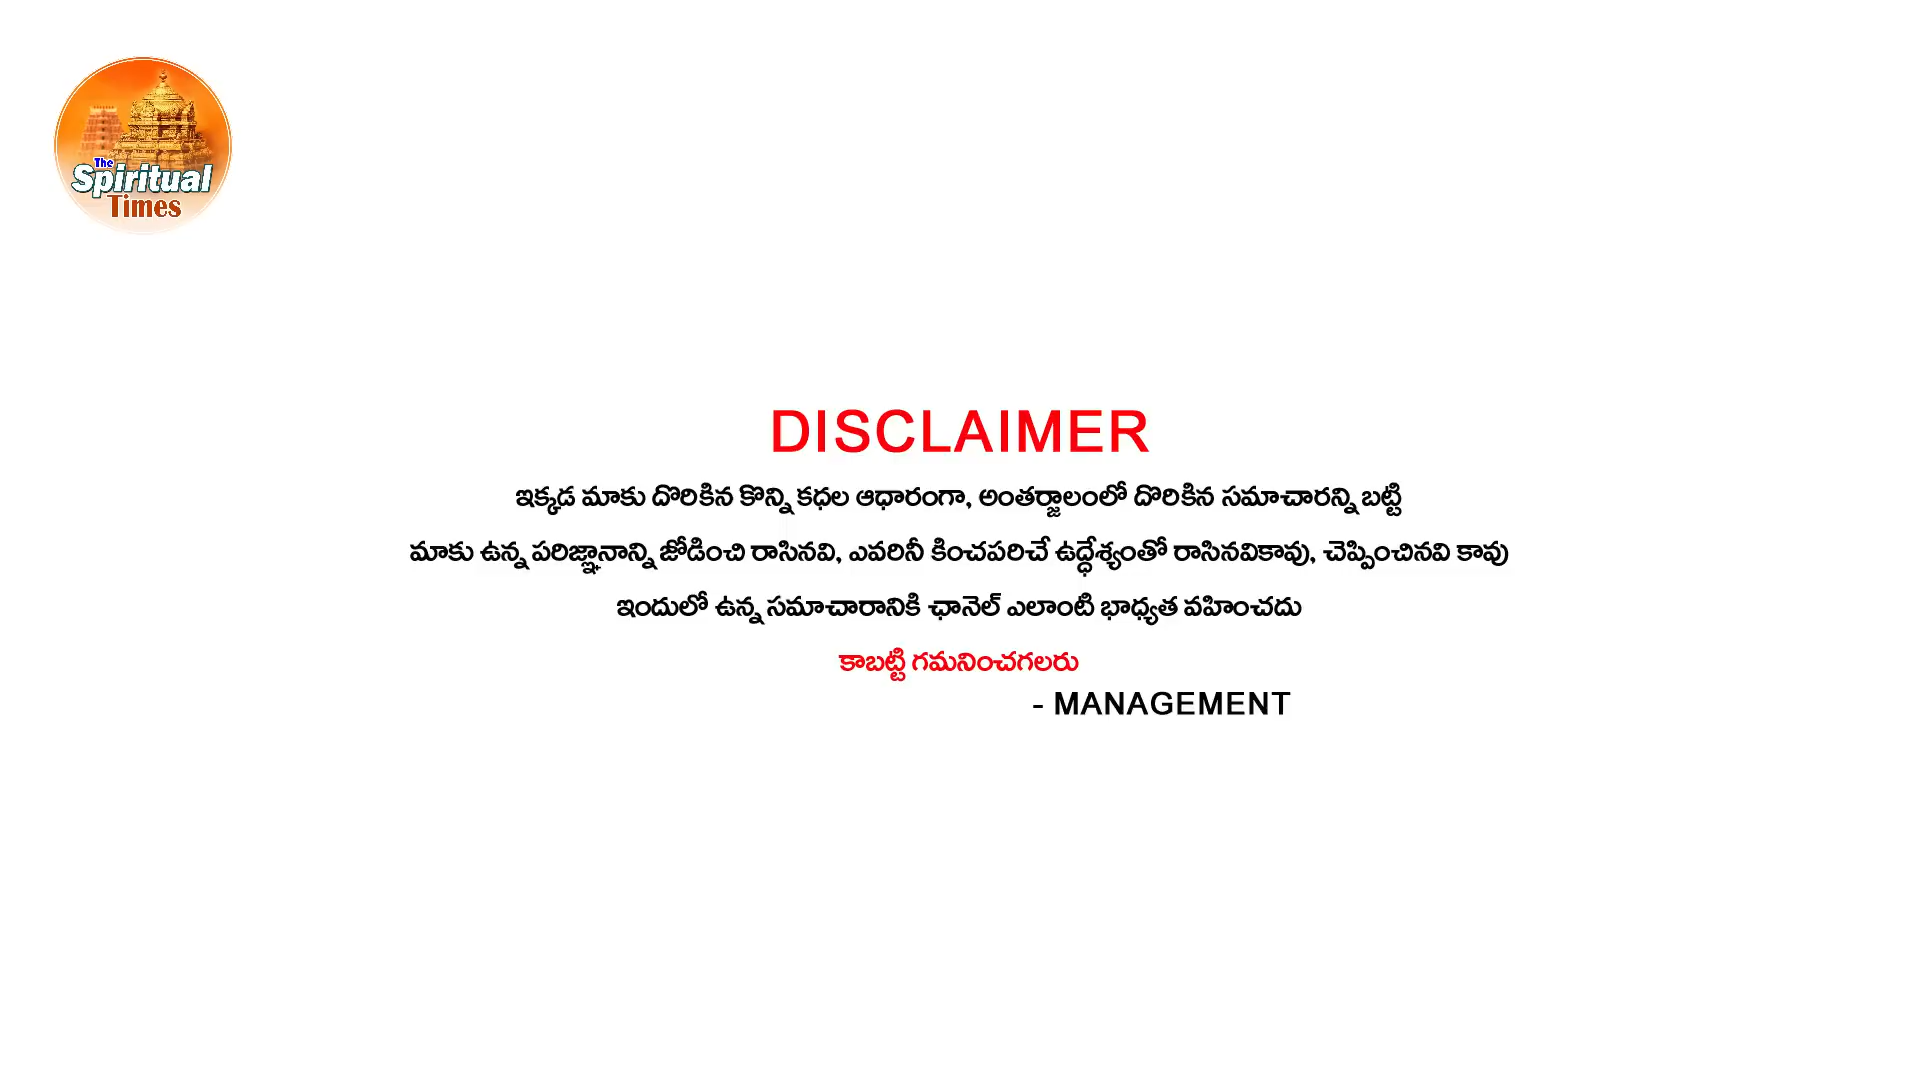 The
Spiritual
Times
DISCLAIMER
ఇక్కడ మాకు దొరికిన కొన్ని కధల ఆధారంగా, అంతర్జాలంలో దొరికిన సమాచారన్ని బట్టి
మాకు ఉన్న పరిజ్ఞానాన్ని జోడించి రాసినవి, ఎవరినీ కించపరిచే ఉద్ధేశ్యంతో రాసినవికావు, చెప్పించినవి కావు
ఇందులో ఉన్న సమాచారానికి ఛానెల్ ఎలాంటి భాధ్యత వహించదు
కాబట్టి గమనించగలరు
- MANAGEMENT